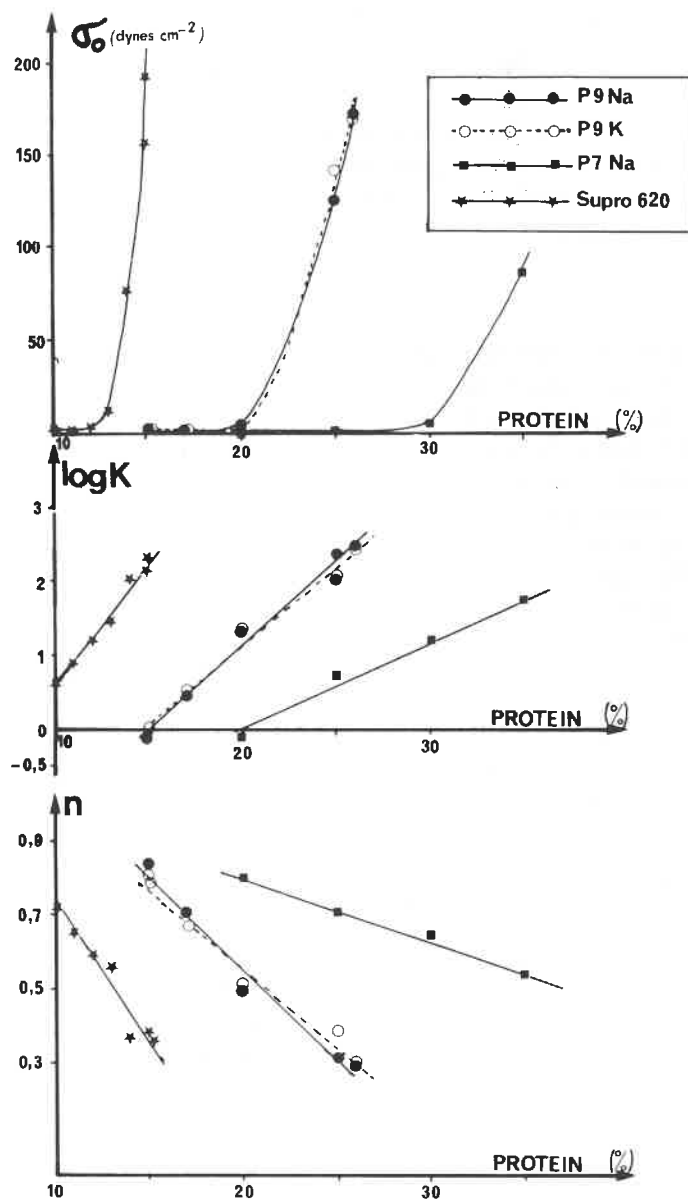 σₒ (dynes cm⁻²)
200
150
100
50
P9 Na
P9 K
P7 Na
Supro 620
10
20
30
PROTEIN (%)
logK
3
2
1
0
-0,5
10
20
30
PROTEIN (%)
n
0,9
0,7
0,5
0,3
10
20
30
PROTEIN (%)